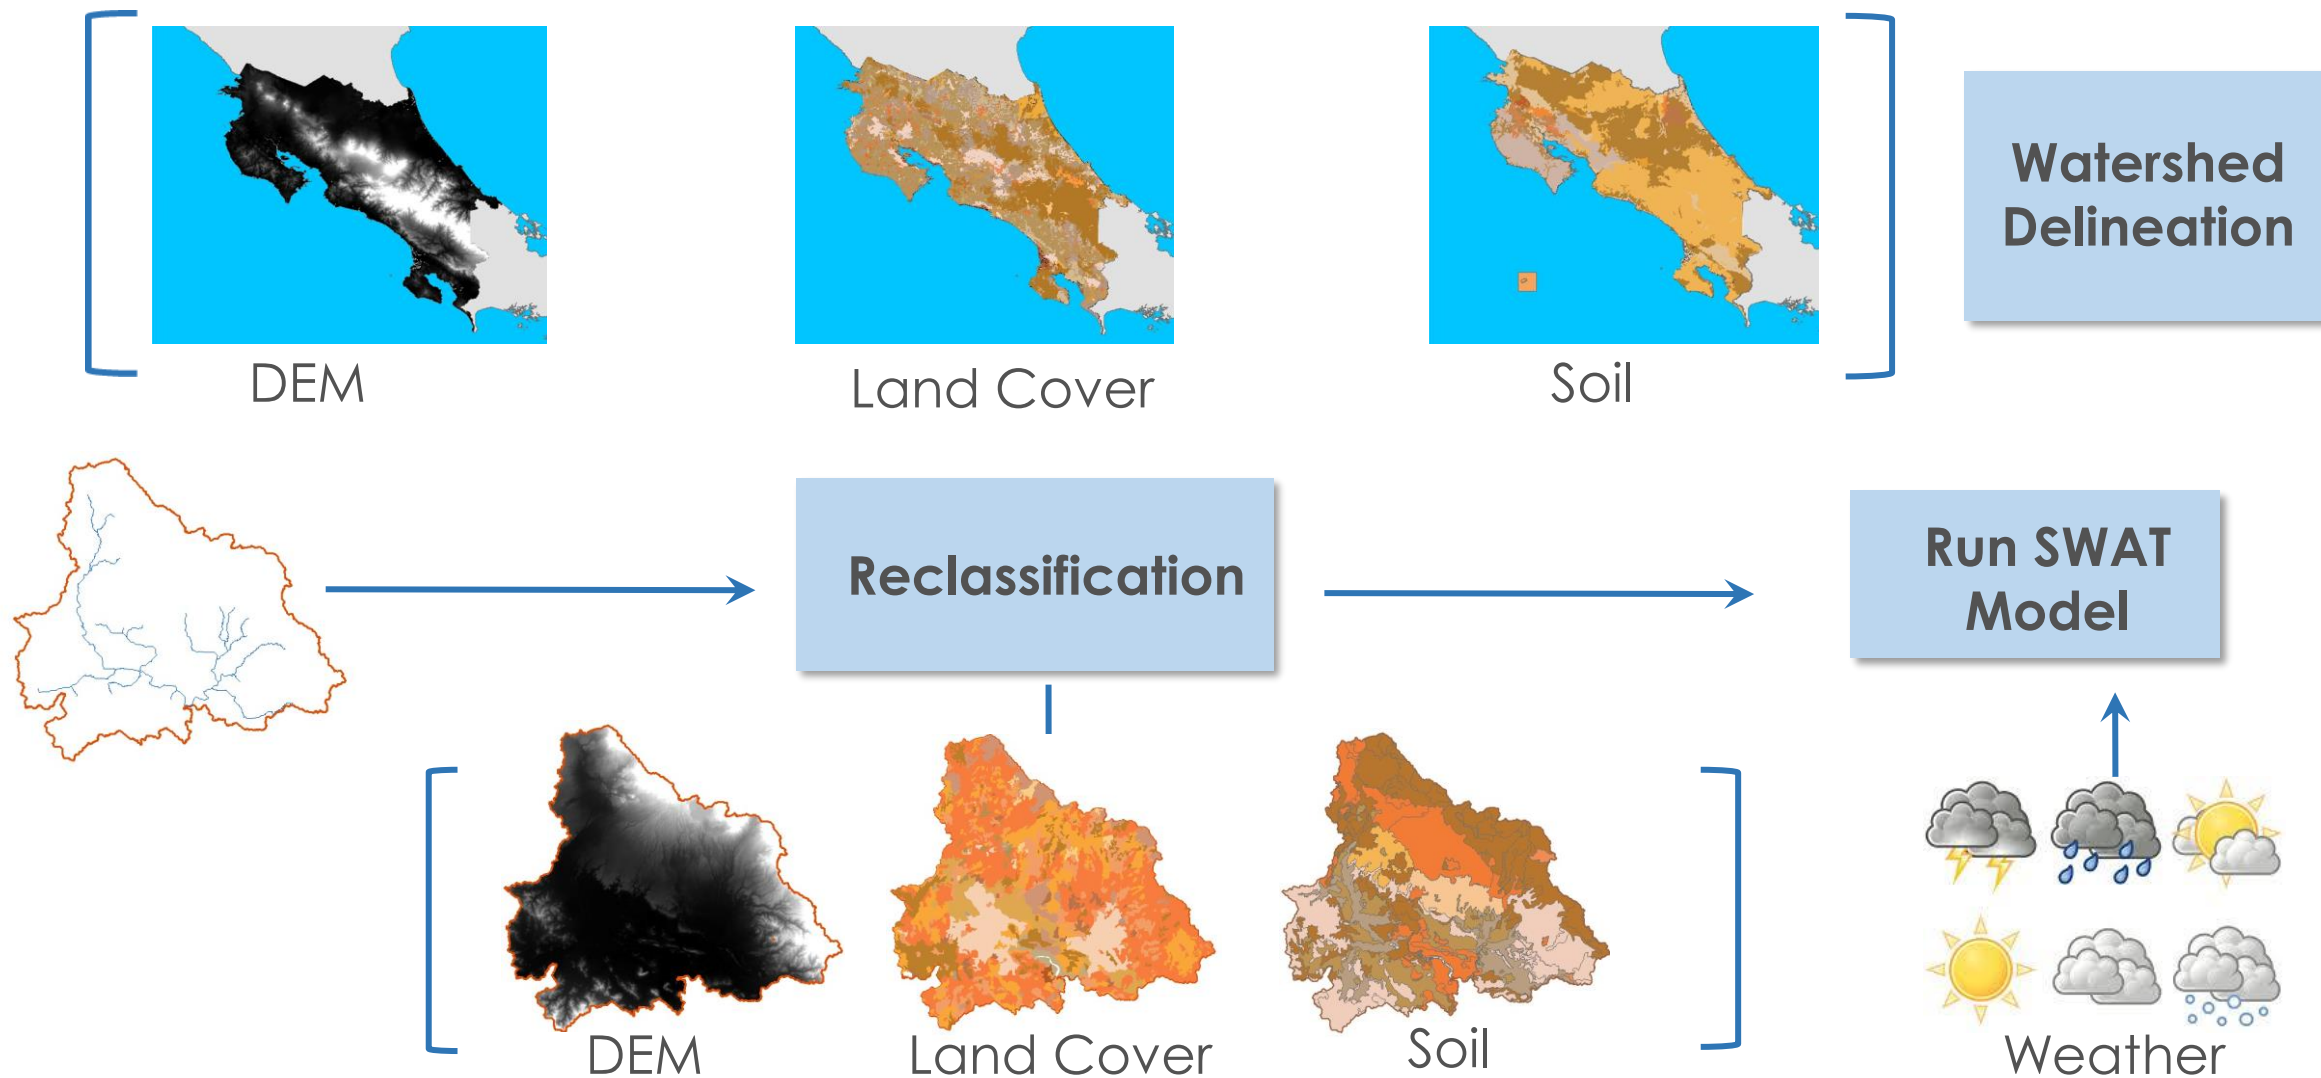 DEM
Land Cover
Soil
Watershed
Delineation
Reclassification
Run SWAT
Model
DEM
Land Cover
Soil
Weather